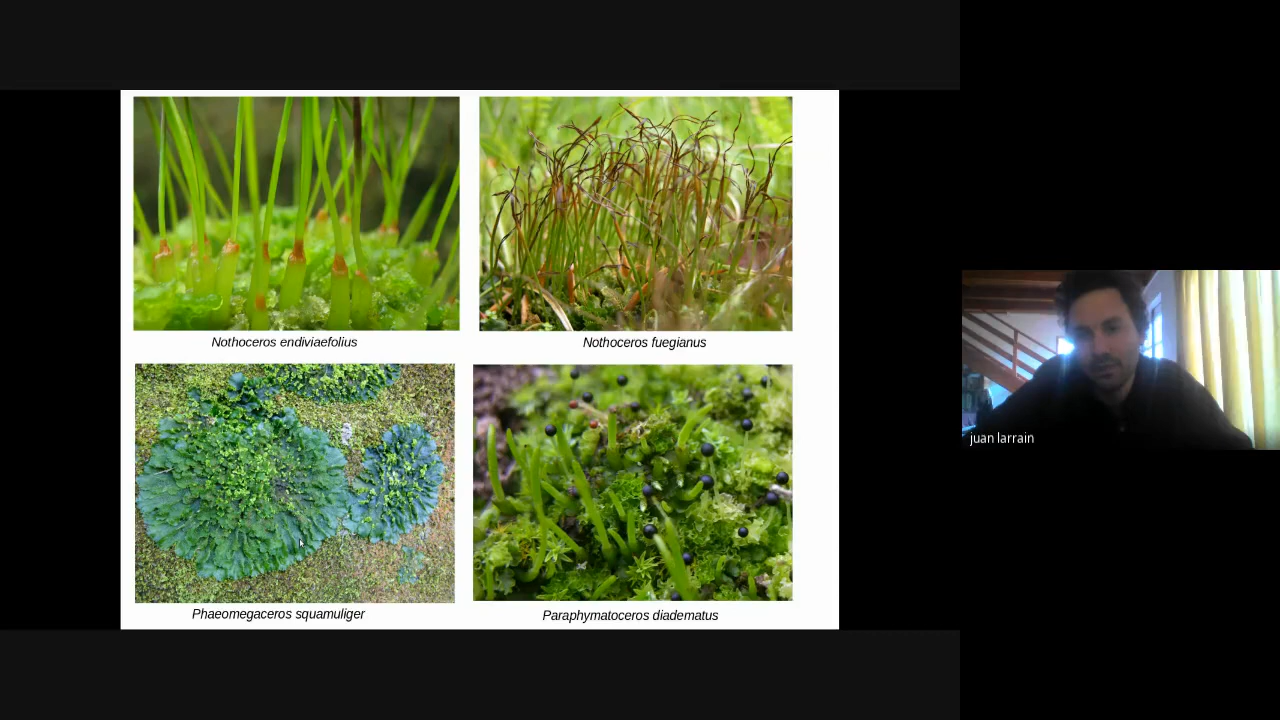 Nothoceros endiviaefolius
Nothoceros fuegianus
Phaeomegaceros squamuliger
Paraphymatoceros diadematus
juan larrain